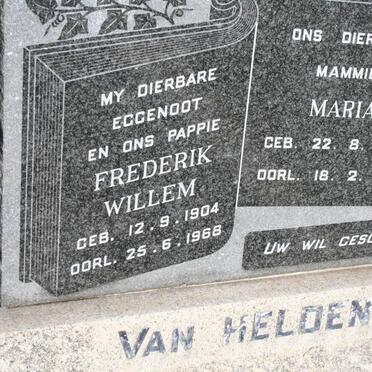 MY DIERBARE
EGGENOOT
EN ONS PAPPIE
FREDERIK
WILLEM
GEB. 12.9.1904
OORL. 25.6.1968
ONS DIER
MAMMIE
MARIA
GEB. 22.8.
OORL. 18.2.
UW WIL GESC
VAN HELDEN